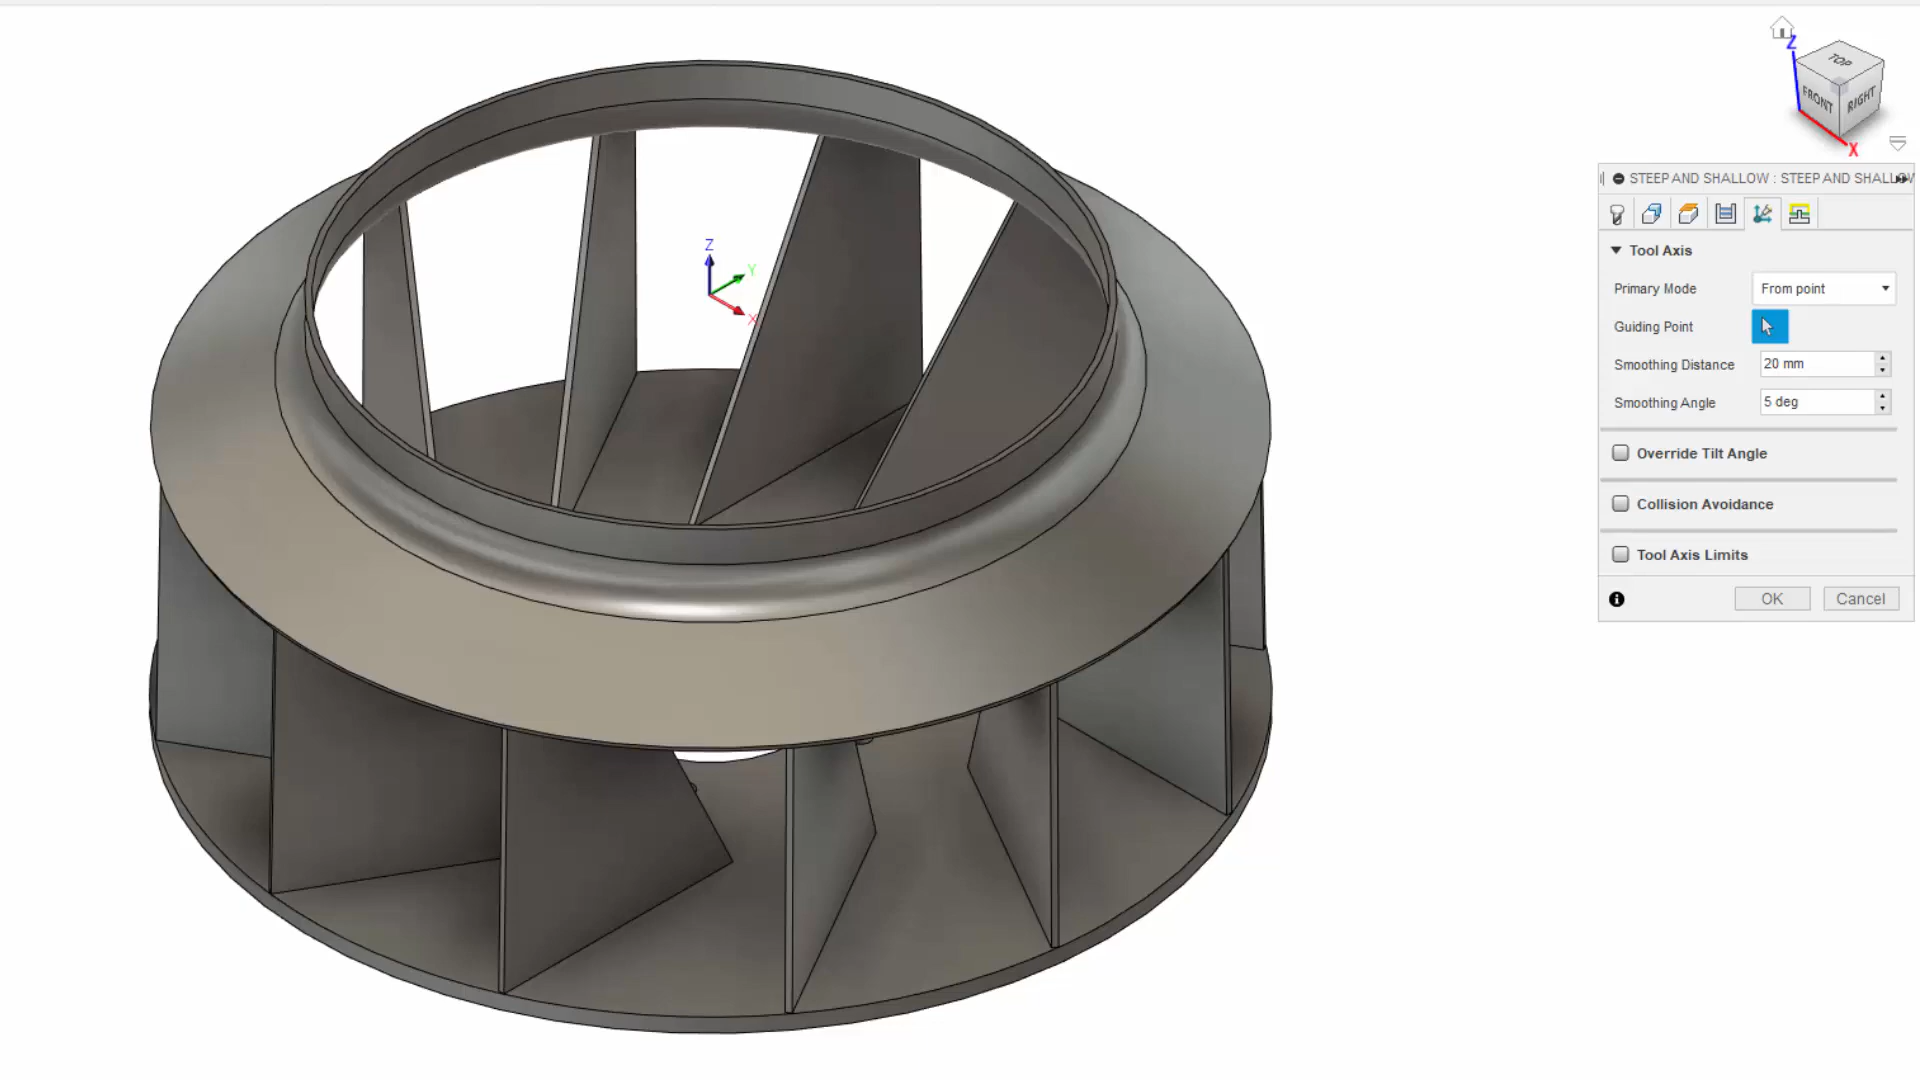 Z
TOP
FRONT
RIGHT
X
Z
Y
X
STEEP AND SHALLOW : STEEP AND SHALLOW
Tool Axis
Primary Mode From point
Guiding Point
Smoothing Distance 20 mm
Smoothing Angle 5 deg
Override Tilt Angle
Collision Avoidance
Tool Axis Limits
OK Cancel